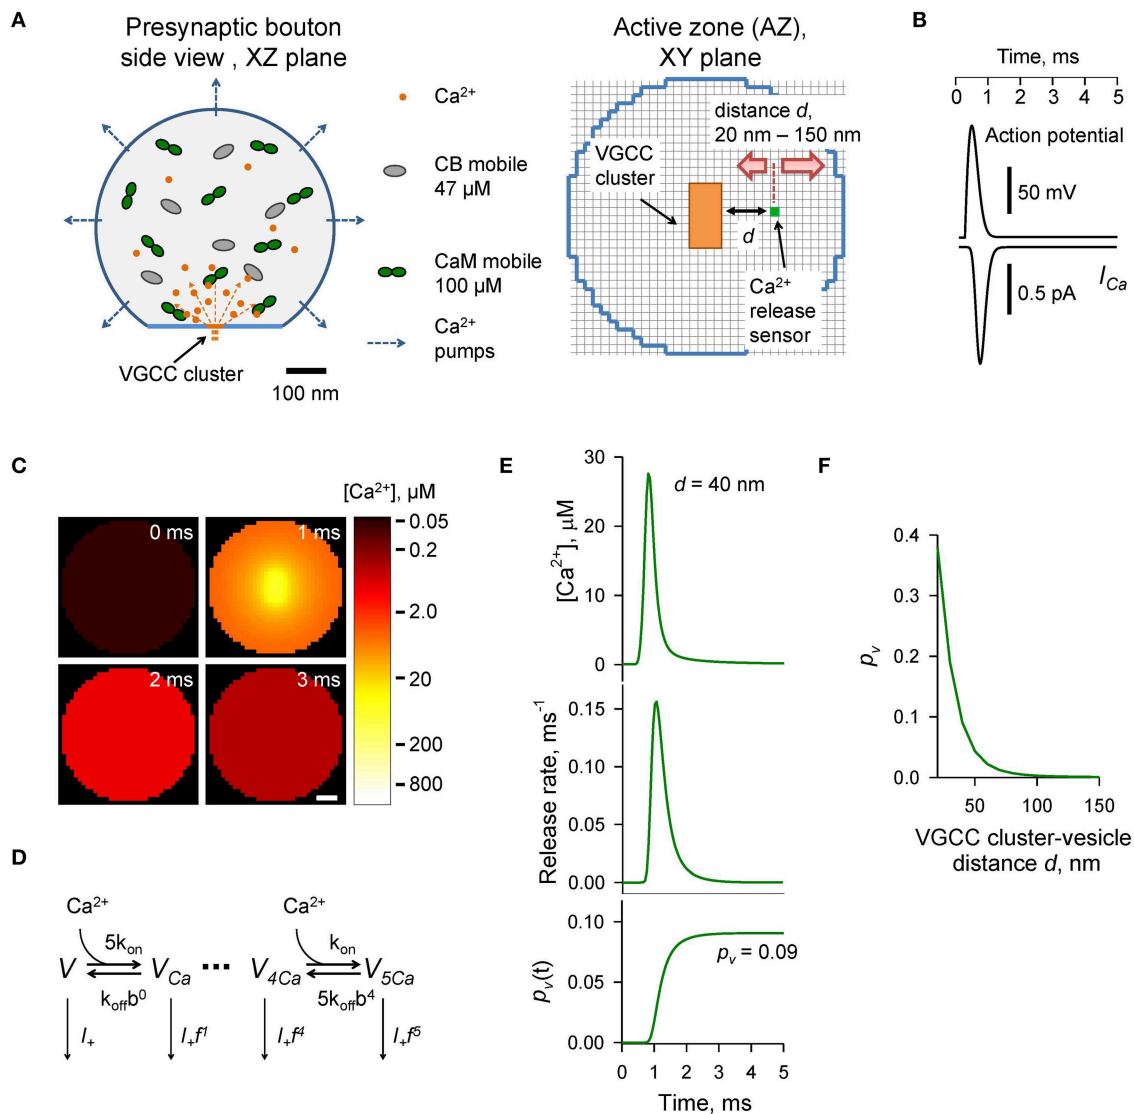 A
Presynaptic bouton
side view , XZ plane
Ca2+
CB mobile
47 µM
CaM mobile
100 µM
Ca2+
pumps
VGCC cluster
100 nm
Active zone (AZ),
XY plane
distance d,
20 nm – 150 nm
VGCC
cluster
d
Ca2+
release
sensor
B
Time, ms
0 1 2 3 4 5
Action potential
50 mV
ICa
0.5 pA
C
[Ca2+], µM
0 ms
1 ms
2 ms
3 ms
0.05
0.2
2.0
20
200
800
D
Ca2+
Ca2+
5kon
kon
V
VCa
V4Ca
V5Ca
koffb0
5koffb4
I+
I+f1
I+f4
I+f5
E
d = 40 nm
[Ca2+], µM
30
20
10
0
Release rate, ms-1
0.15
0.10
0.05
0.00
pv(t)
0.10
0.05
0.00
pv = 0.09
0 1 2 3 4 5
Time, ms
F
pv
0.4
0.3
0.2
0.1
0.0
50 100 150
VGCC cluster-vesicle
distance d, nm